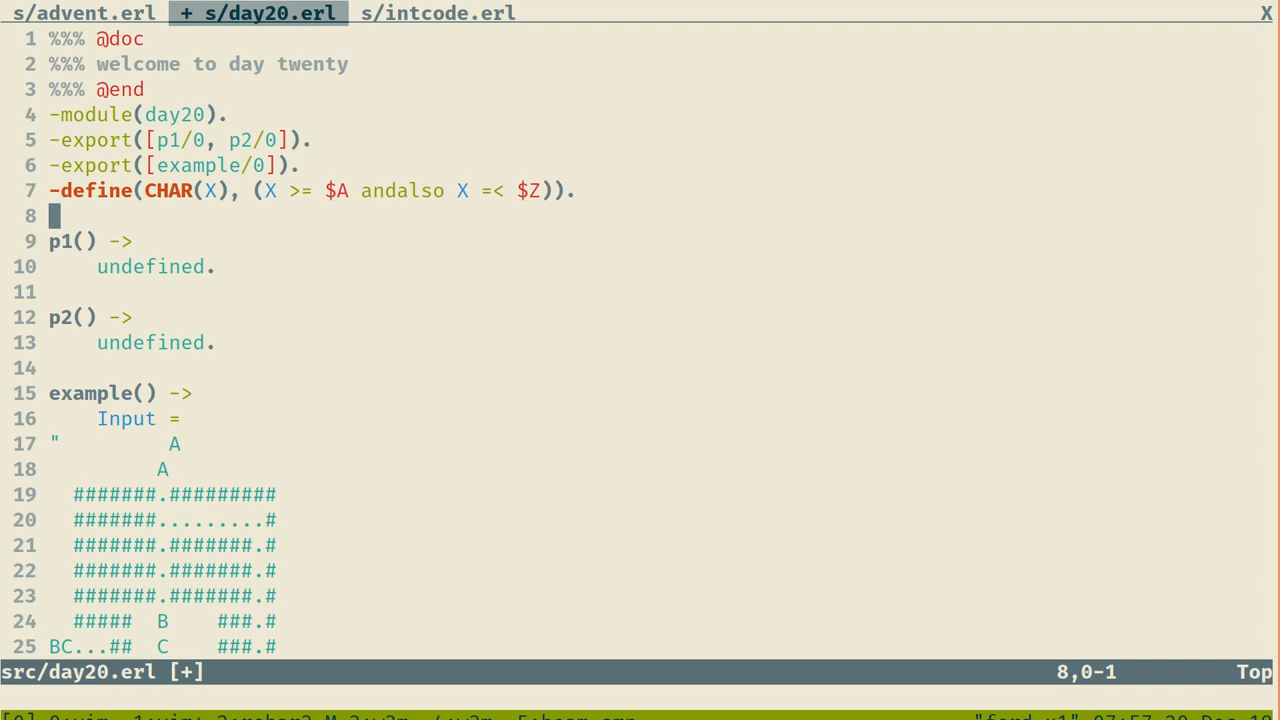 s/advent.erl + s/day20.erl s/intcode.erl X
1 %%% @doc
2 %%% welcome to day twenty
3 %%% @end
4 -module(day20).
5 -export([p1/0, p2/0]).
6 -export([example/0]).
7 -define(CHAR(X), (X >= $A andalso X =< $Z)).
8
9 p1() ->
10     undefined.
11
12 p2() ->
13     undefined.
14
15 example() ->
16     Input =
17 "         A
18          A
19   #######.#########
20   #######.........#
21   #######.#######.#
22   #######.#######.#
23   #######.#######.#
24   #####  B    ###.#
25 BC...##  C    ###.#
src/day20.erl [+] 8,0-1 Top